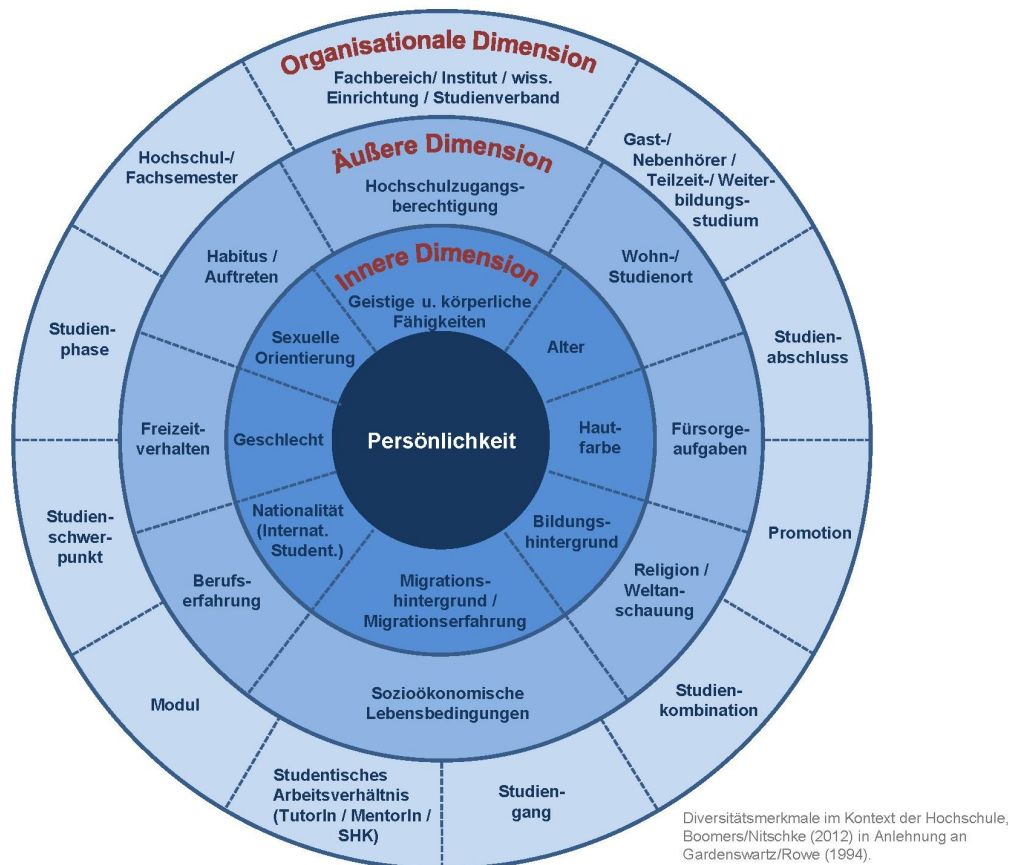 Organisationale Dimension
Fachbereich/ Institut / wiss.
Einrichtung / Studienverband
Gast-/
Nebenhörer /
Teilzeit-/ Weiter-
bildungs-
studium
Studien-
abschluss
Promotion
Studien-
kombination
Studien-
gang
Studentisches
Arbeitsverhältnis
(TutorIn / MentorIn /
SHK)
Modul
Studien-
schwer-
punkt
Studien-
phase
Hochschul-/
Fachsemester
Äußere Dimension
Hochschulzugangs-
berechtigung
Wohn-/
Studienort
Fürsorge-
aufgaben
Religion /
Weltan-
schauung
Sozioökonomische
Lebensbedingungen
Berufs-
erfahrung
Freizeit-
verhalten
Habitus /
Auftreten
Innere Dimension
Geistige u. körperliche
Fähigkeiten
Alter
Haut-
farbe
Bildungs-
hintergrund
Migrations-
hintergrund /
Migrationserfahrung
Nationalität
(Internat.
Student.)
Geschlecht
Sexuelle
Orientierung
Persönlichkeit
Diversitätsmerkmale im Kontext der Hochschule,
Boomers/Nitschke (2012) in Anlehnung an
Gardenswartz/Rowe (1994).